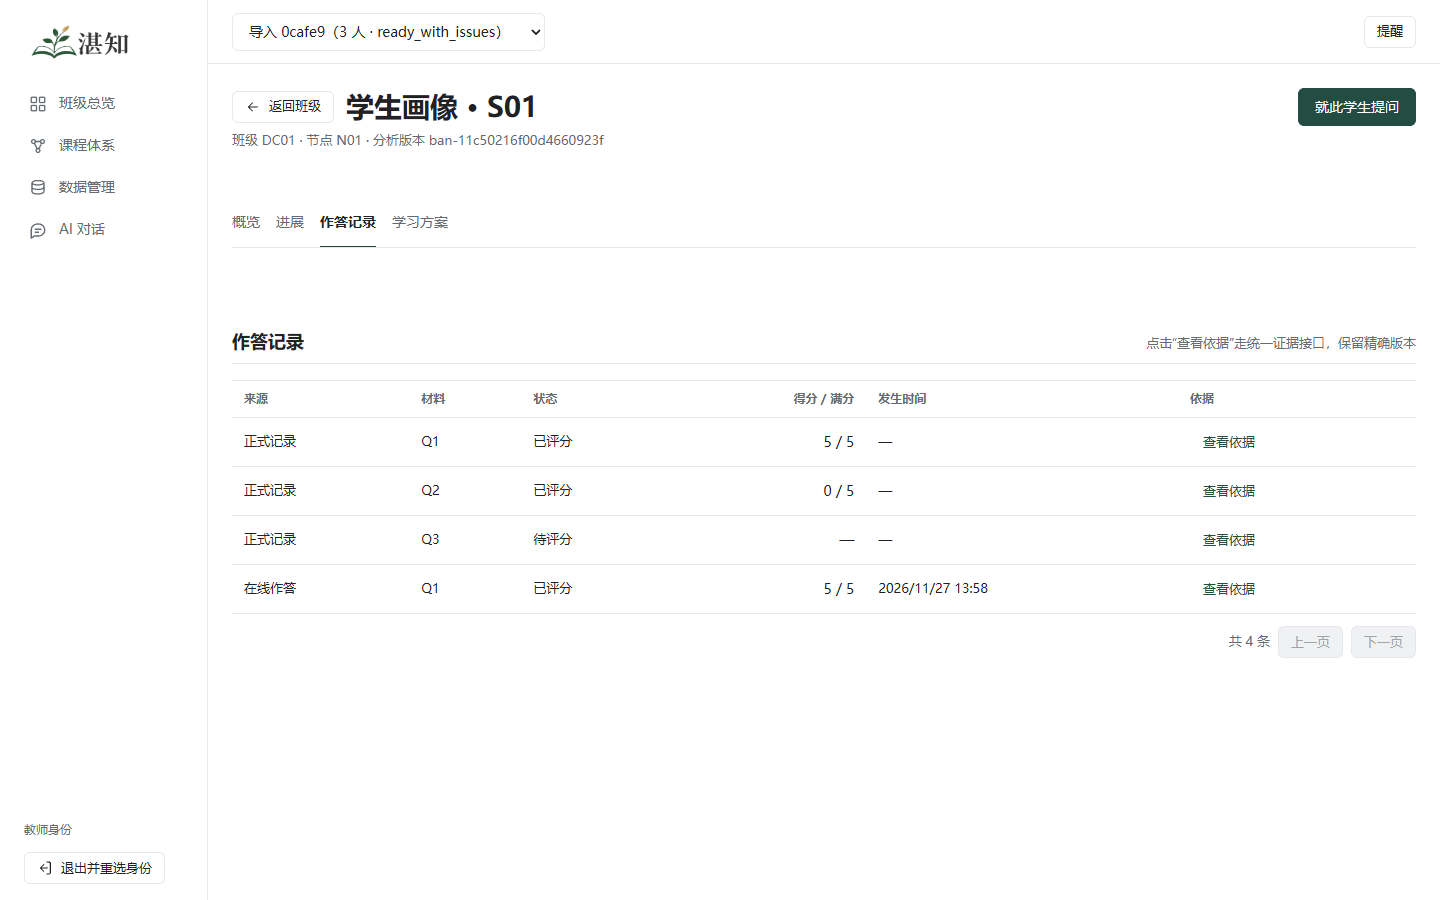 湛知
班级总览
课程体系
数据管理
AI 对话
教师身份
退出并重选身份
导入 0cafe9（3 人 · ready_with_issues）
提醒
返回班级
学生画像 • S01
就此学生提问
班级 DC01 · 节点 N01 · 分析版本 ban-11c50216f00d4660923f
概览 进展 作答记录 学习方案
作答记录
点击“查看依据”走统一证据接口，保留精确版本
来源 材料 状态 得分 / 满分 发生时间 依据
正式记录 Q1 已评分 5 / 5 — 查看依据
正式记录 Q2 已评分 0 / 5 — 查看依据
正式记录 Q3 待评分 — — 查看依据
在线作答 Q1 已评分 5 / 5 2026/11/27 13:58 查看依据
共 4 条 上一页 下一页